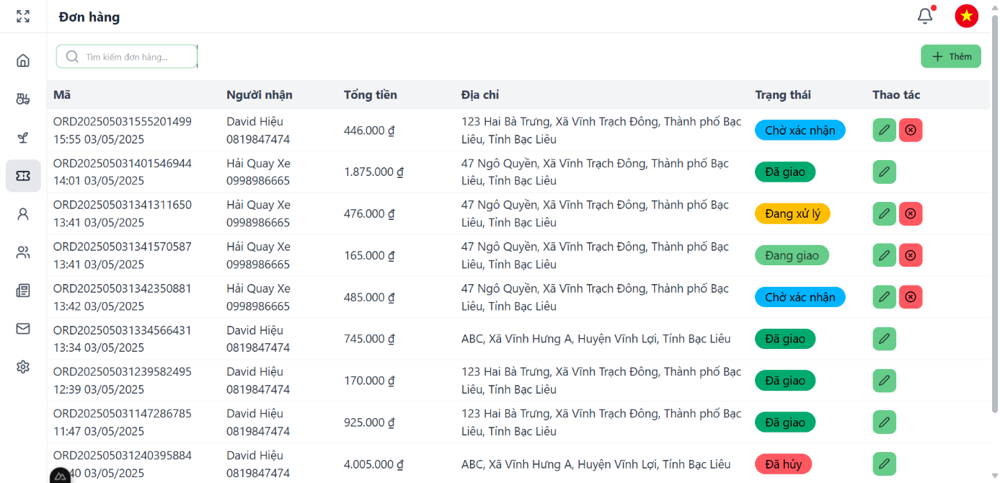 Đơn hàng
Tìm kiếm đơn hàng...
Thêm
Mã Người nhận Tổng tiền Địa chỉ Trạng thái Thao tác
ORD202505031555201499 David Hiệu 446.000 ₫ 123 Hai Bà Trưng, Xã Vĩnh Trạch Đông, Thành phố Bạc Chờ xác nhận
15:55 03/05/2025 0819847474 Liêu, Tỉnh Bạc Liêu
ORD202505031401546944 Hải Quay Xe 1.875.000 ₫ 47 Ngô Quyền, Xã Vĩnh Trạch Đông, Thành phố Bạc Đã giao
14:01 03/05/2025 0998986665 Liêu, Tỉnh Bạc Liêu
ORD202505031341311650 Hải Quay Xe 476.000 ₫ 47 Ngô Quyền, Xã Vĩnh Trạch Đông, Thành phố Bạc Đang xử lý
13:41 03/05/2025 0998986665 Liêu, Tỉnh Bạc Liêu
ORD202505031341570587 Hải Quay Xe 165.000 ₫ 47 Ngô Quyền, Xã Vĩnh Trạch Đông, Thành phố Bạc Đang giao
13:41 03/05/2025 0998986665 Liêu, Tỉnh Bạc Liêu
ORD202505031342350881 Hải Quay Xe 485.000 ₫ 47 Ngô Quyền, Xã Vĩnh Trạch Đông, Thành phố Bạc Chờ xác nhận
13:42 03/05/2025 0998986665 Liêu, Tỉnh Bạc Liêu
ORD202505031334566431 David Hiệu 745.000 ₫ ABC, Xã Vĩnh Hưng A, Huyện Vĩnh Lợi, Tỉnh Bạc Liêu Đã giao
13:34 03/05/2025 0819847474
ORD202505031239582495 David Hiệu 170.000 ₫ 123 Hai Bà Trưng, Xã Vĩnh Trạch Đông, Thành phố Bạc Đã giao
12:39 03/05/2025 0819847474 Liêu, Tỉnh Bạc Liêu
ORD202505031147286785 David Hiệu 925.000 ₫ 123 Hai Bà Trưng, Xã Vĩnh Trạch Đông, Thành phố Bạc Đã giao
11:47 03/05/2025 0819847474 Liêu, Tỉnh Bạc Liêu
ORD202505031240395884 David Hiệu 4.005.000 ₫ ABC, Xã Vĩnh Hưng A, Huyện Vĩnh Lợi, Tỉnh Bạc Liêu Đã hủy
40 03/05/2025 0819847474